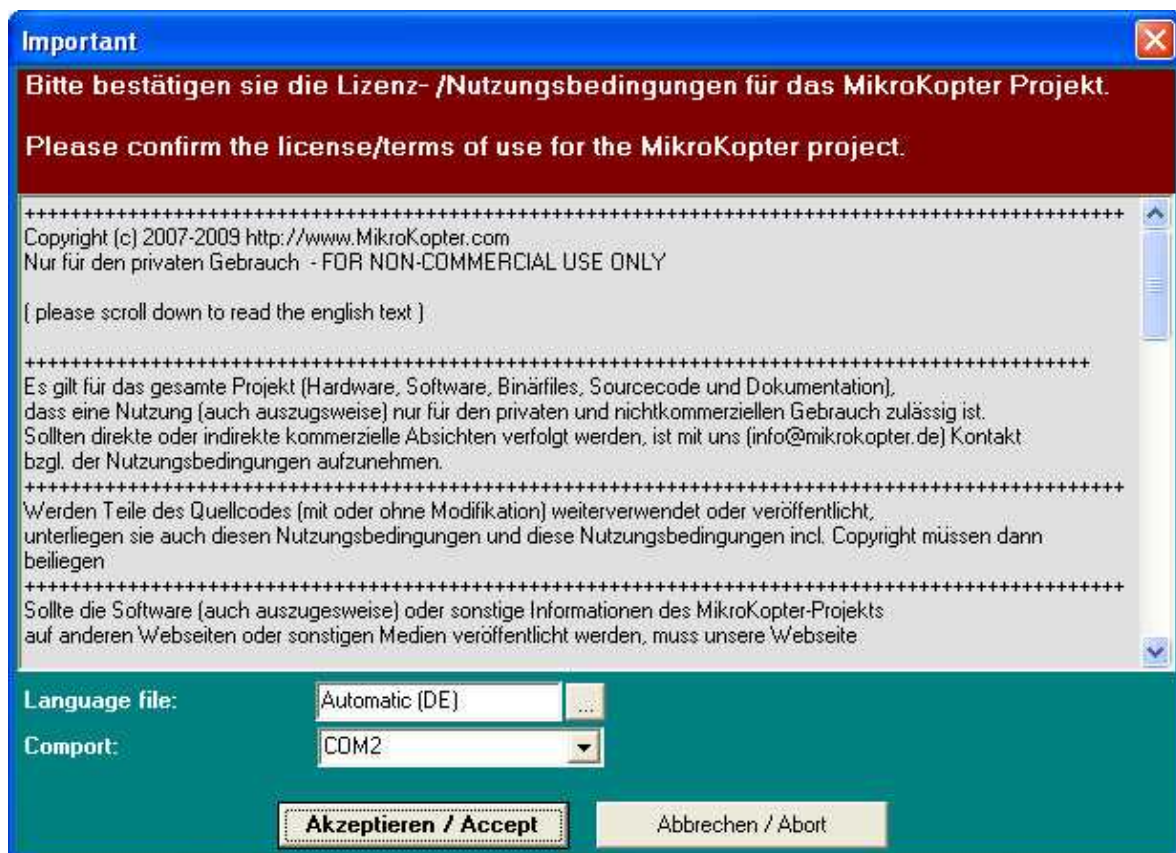 Important
Bitte bestätigen sie die Lizenz- /Nutzungsbedingungen für das MikroKopter Projekt.
Please confirm the license/terms of use for the MikroKopter project.
+++++++++++++++++++++++++++++++++++++++++++++++++++++++++++++++++++++++++++++++++++++++++++++++
Copyright (c) 2007-2009 http://www.MikroKopter.com
Nur für den privaten Gebrauch - FOR NON-COMMERCIAL USE ONLY
( please scroll down to read the english text )
++++++++++++++++++++++++++++++++++++++++++++++++++++++++++++++++++++++++++++++++++++++++++++
Es gilt für das gesamte Projekt (Hardware, Software, Binärfiles, Sourcecode und Dokumentation),
dass eine Nutzung (auch auszugsweise) nur für den privaten und nichtkommerziellen Gebrauch zulässig ist.
Sollten direkte oder indirekte kommerzielle Absichten verfolgt werden, ist mit uns (info@mikrokopter.de) Kontakt
bzgl. der Nutzungsbedingungen aufzunehmen.
+++++++++++++++++++++++++++++++++++++++++++++++++++++++++++++++++++++++++++++++++++++++++++++++
Werden Teile des Quellcodes (mit oder ohne Modifikation) weiterverwendet oder veröffentlicht,
unterliegen sie auch diesen Nutzungsbedingungen und diese Nutzungsbedingungen incl. Copyright müssen dann
beiliegen
+++++++++++++++++++++++++++++++++++++++++++++++++++++++++++++++++++++++++++++++++++++++++++++++
Sollte die Software (auch auszugesweise) oder sonstige Informationen des MikroKopter-Projekts
auf anderen Webseiten oder sonstigen Medien veröffentlicht werden, muss unsere Webseite
Language file: Automatic (DE) ...
Comport: COM2
Akzeptieren / Accept Abbrechen / Abort